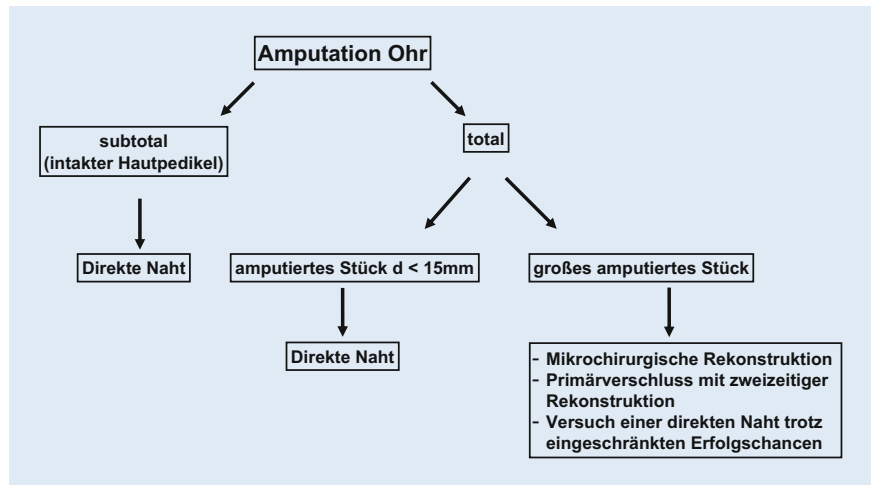 Amputation Ohr
subtotal
(intakter Hautpedikel)
total
Direkte Naht
amputiertes Stück d < 15mm
großes amputiertes Stück
Direkte Naht
- Mikrochirurgische Rekonstruktion
- Primärverschluss mit zweizeitiger
Rekonstruktion
- Versuch einer direkten Naht trotz
eingeschränkten Erfolgschancen